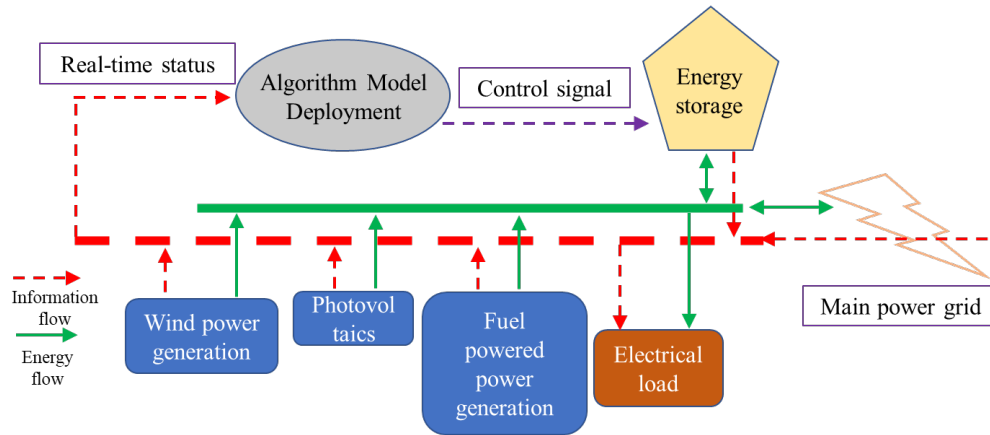 Real-time status
Algorithm Model
Deployment
Control signal
Energy
storage
Information
flow
Energy
flow
Wind power
generation
Photovol
taics
Fuel
powered
power
generation
Electrical
load
Main power grid